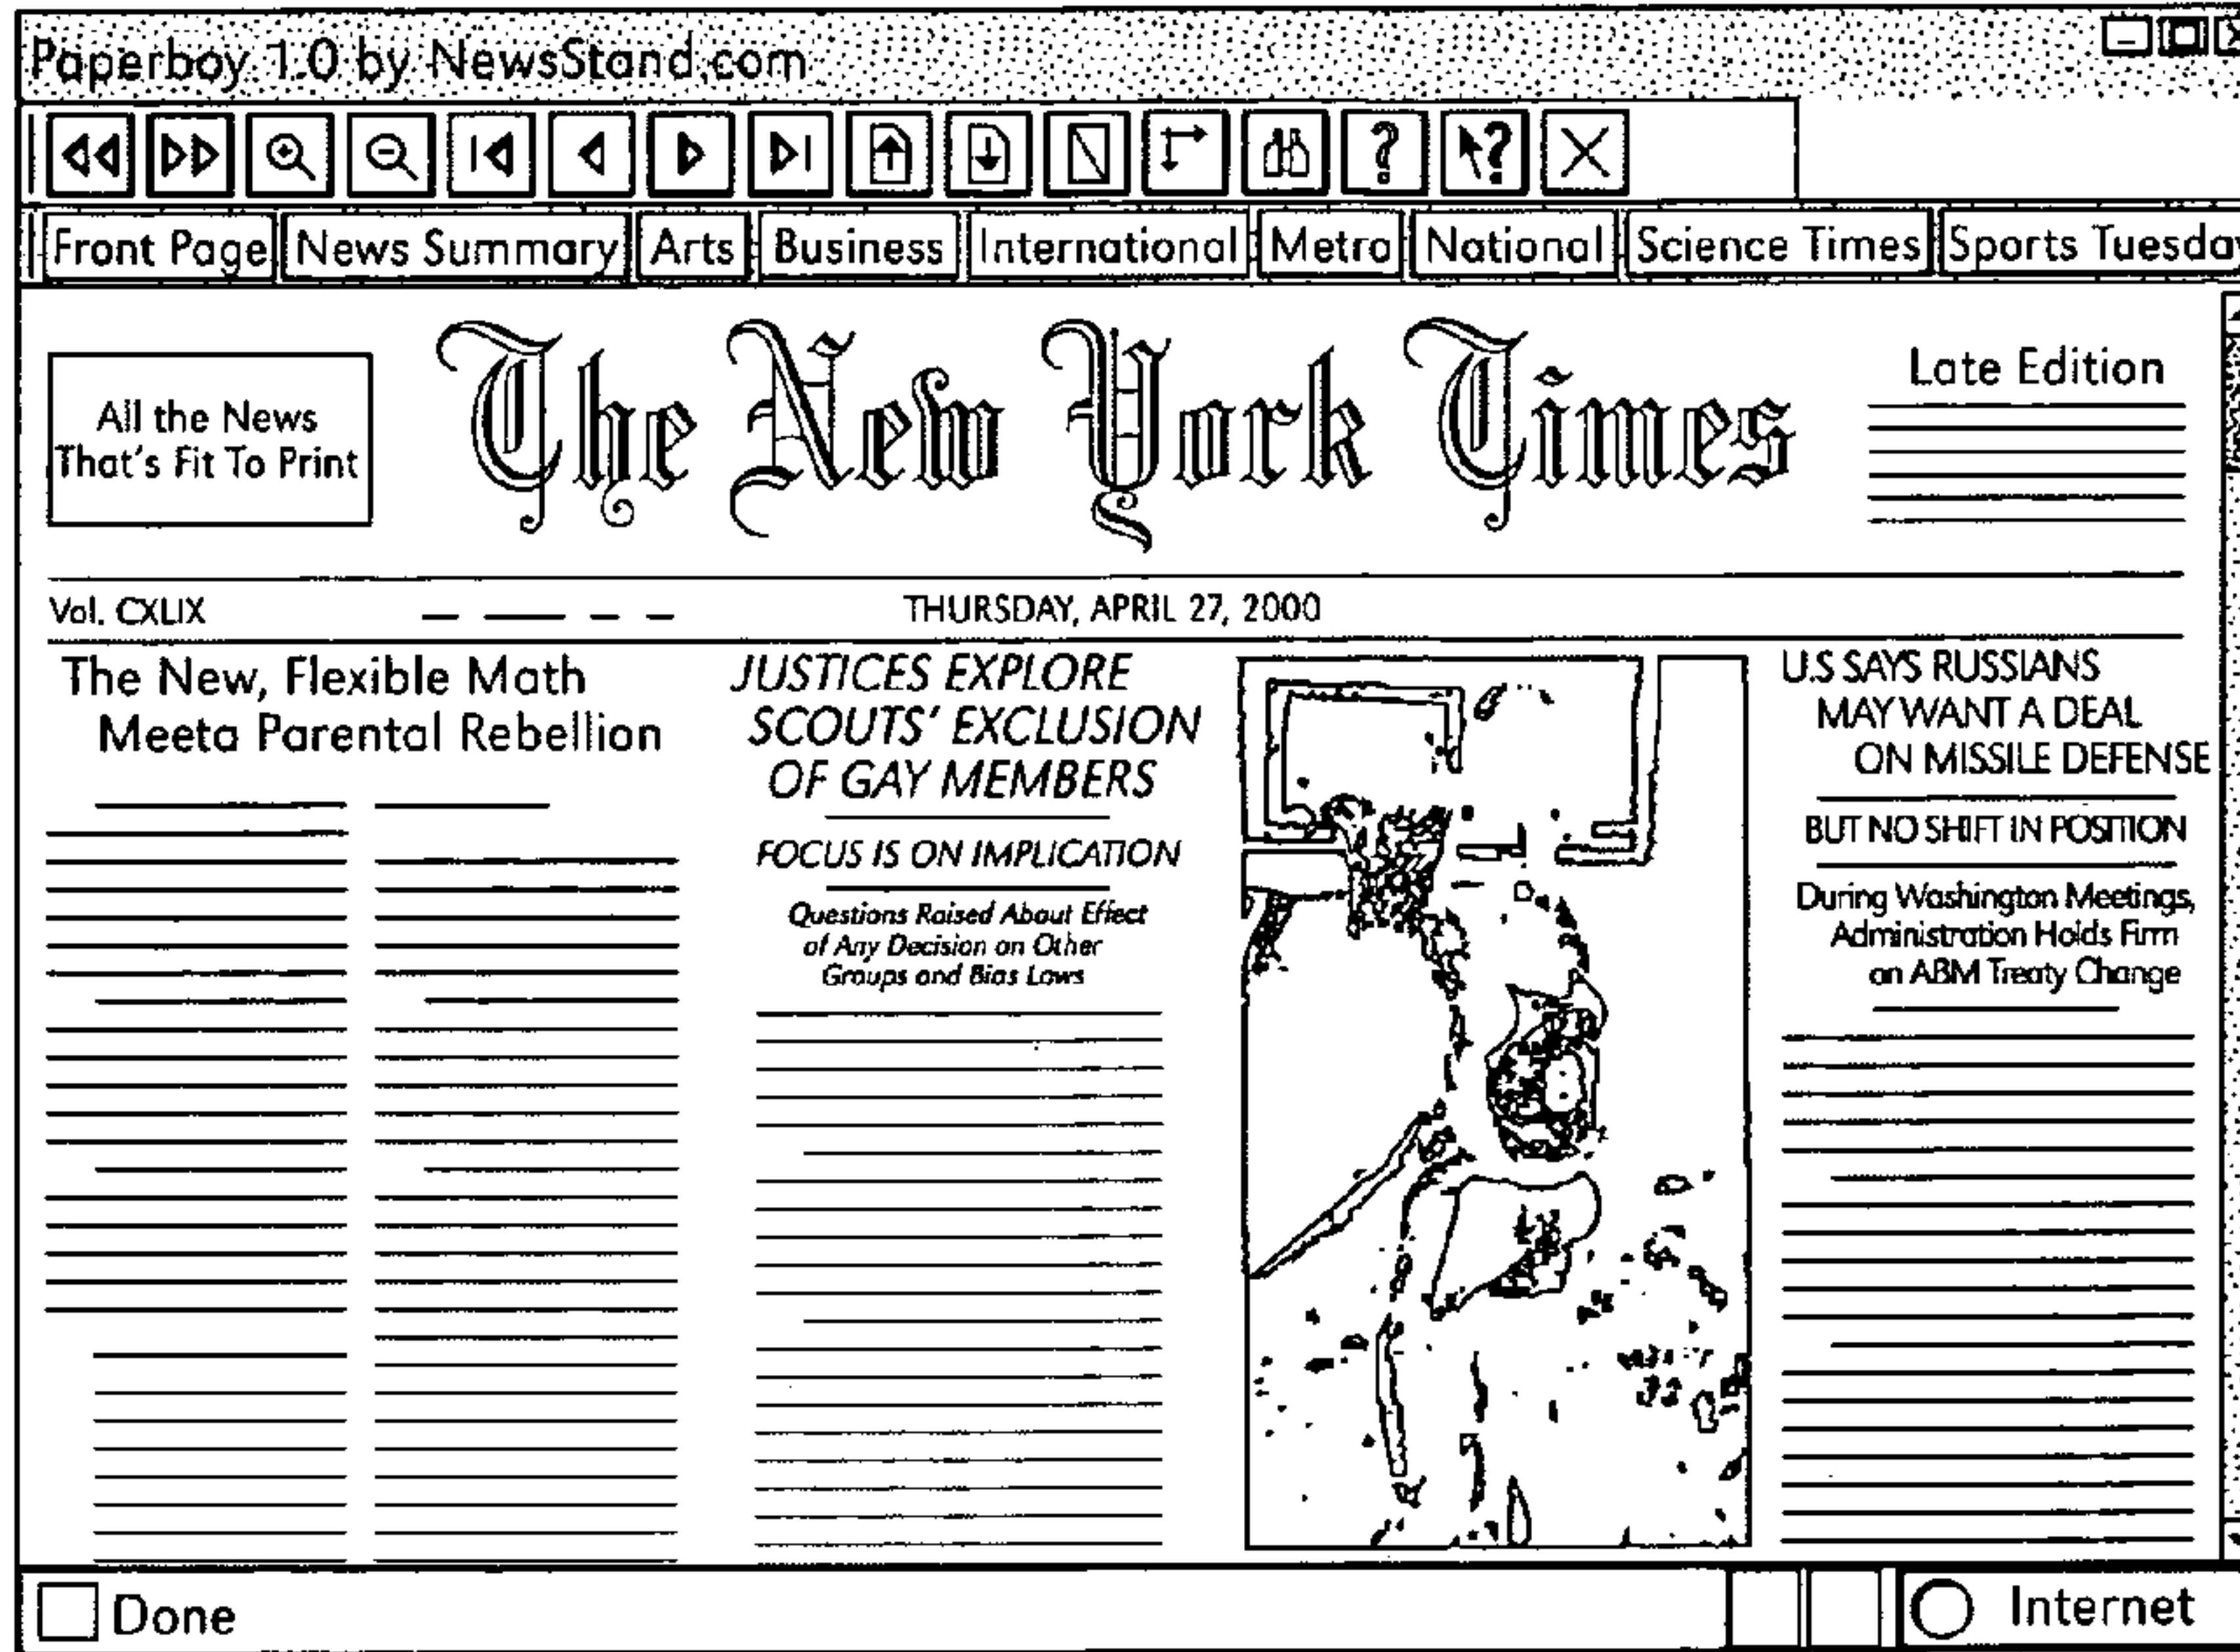 Paperboy 1.0 by NewsStand.com
Front Page News Summary Arts Business International Metro National Science Times Sports Tuesday
All the News
That's Fit To Print
The New York Times
Late Edition
Vol. CXLIX THURSDAY, APRIL 27, 2000
The New, Flexible Math
Meeta Parental Rebellion
JUSTICES EXPLORE
SCOUTS' EXCLUSION
OF GAY MEMBERS
FOCUS IS ON IMPLICATION
Questions Raised About Effect
of Any Decision on Other
Groups and Bias Laws
U.S SAYS RUSSIANS
MAY WANT A DEAL
ON MISSILE DEFENSE
BUT NO SHIFT IN POSITION
During Washington Meetings,
Administration Holds Firm
on ABM Treaty Change
Done
Internet